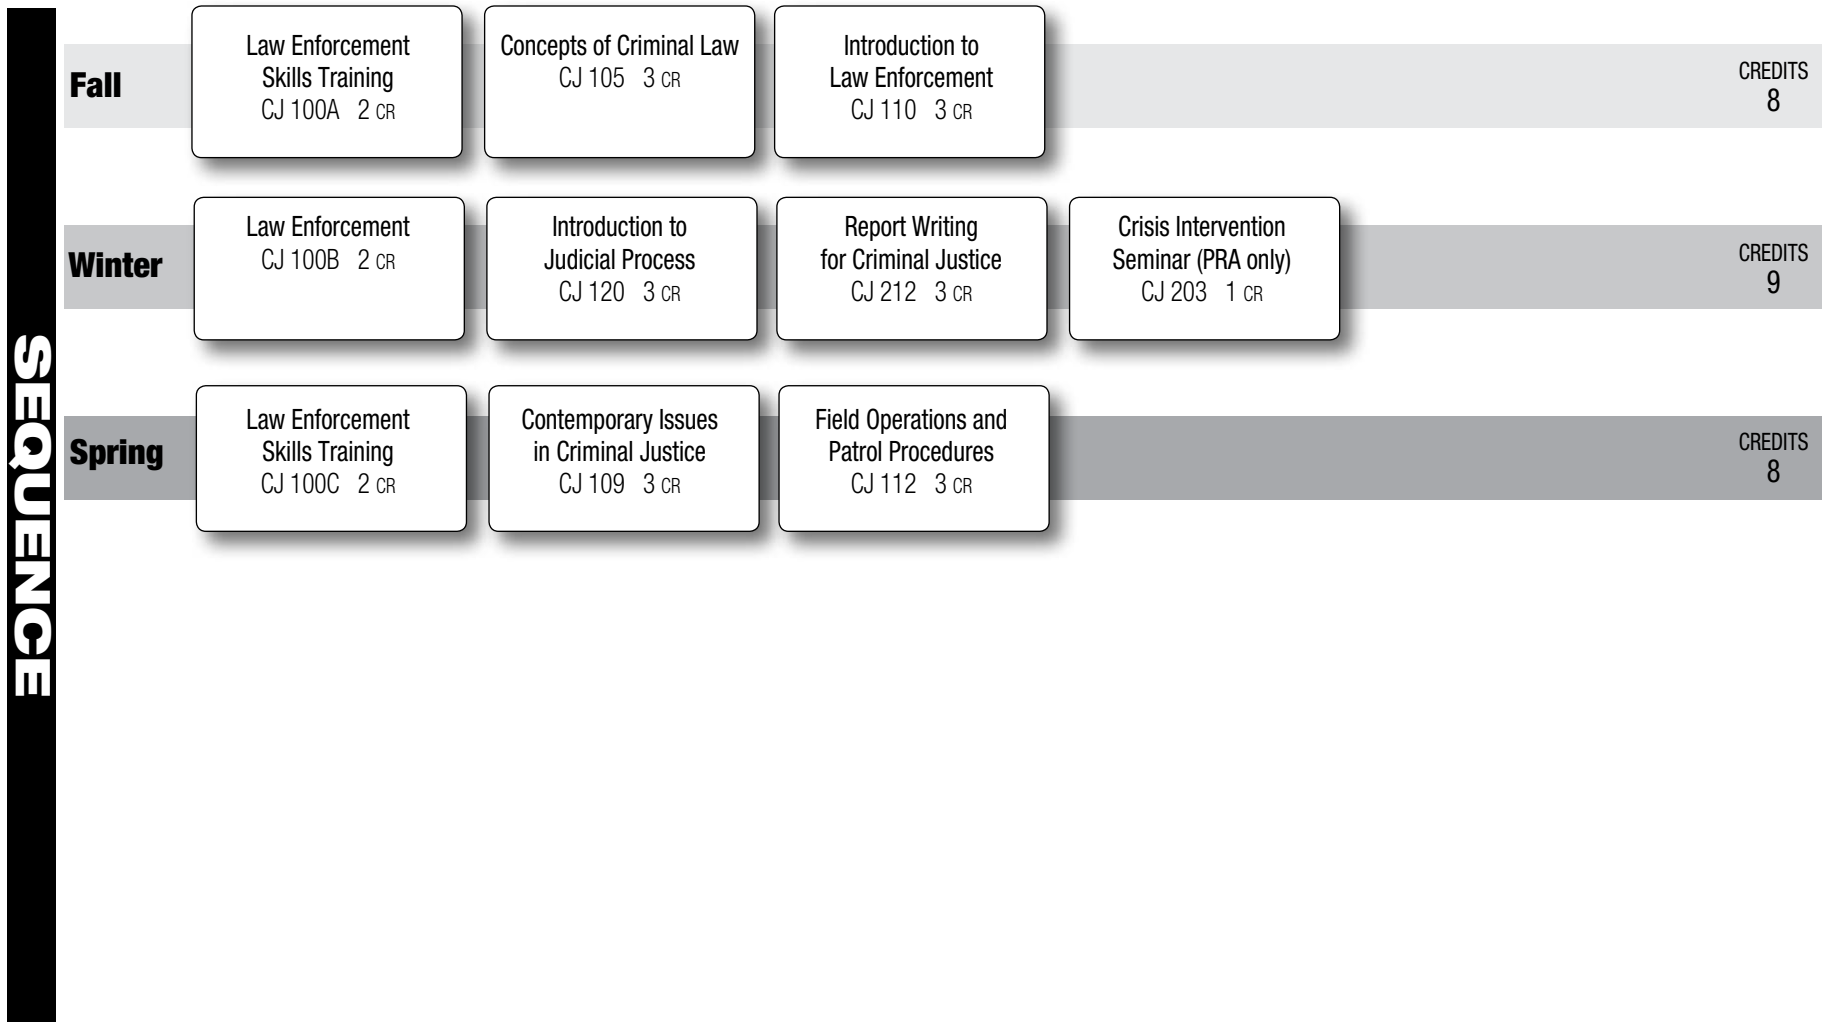 SEQUENCE
Fall
Law Enforcement
Skills Training
CJ 100A 2 CR
Concepts of Criminal Law
CJ 105 3 CR
Introduction to
Law Enforcement
CJ 110 3 CR
CREDITS
8
Winter
Law Enforcement
CJ 100B 2 CR
Introduction to
Judicial Process
CJ 120 3 CR
Report Writing
for Criminal Justice
CJ 212 3 CR
Crisis Intervention
Seminar (PRA only)
CJ 203 1 CR
CREDITS
9
Spring
Law Enforcement
Skills Training
CJ 100C 2 CR
Contemporary Issues
in Criminal Justice
CJ 109 3 CR
Field Operations and
Patrol Procedures
CJ 112 3 CR
CREDITS
8